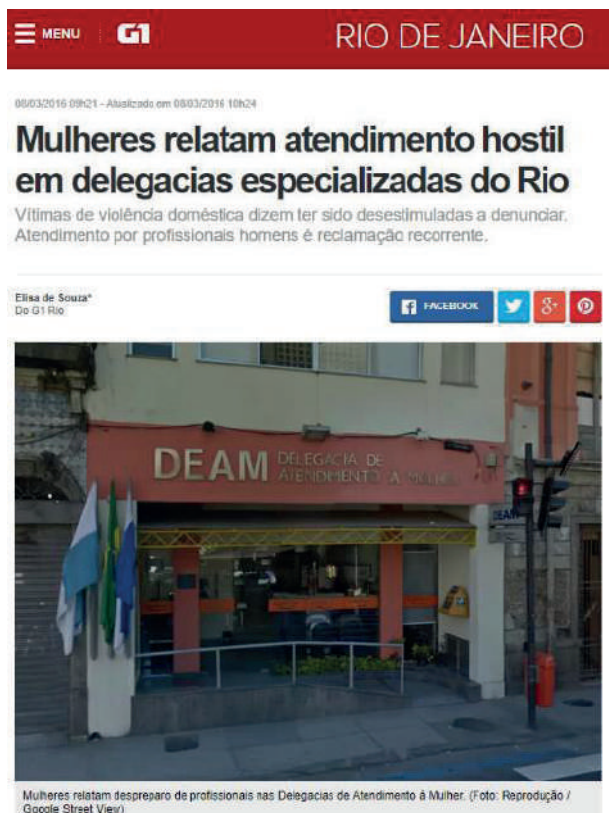 MENU G1 RIO DE JANEIRO
08/03/2016 09h21 - Atualizado em 08/03/2016 10h24
Mulheres relatam atendimento hostil
em delegacias especializadas do Rio
Vítimas de violência doméstica dizem ter sido desestimuladas a denunciar.
Atendimento por profissionais homens é reclamação recorrente.
Elisa de Souza*
Do G1 Rio
FACEBOOK
DEAM DELEGACIA DE
ATENDIMENTO A MULHER
DEAM
Mulheres relatam despreparo de profissionais nas Delegacias de Atendimento à Mulher. (Foto: Reprodução /
Google Street View)